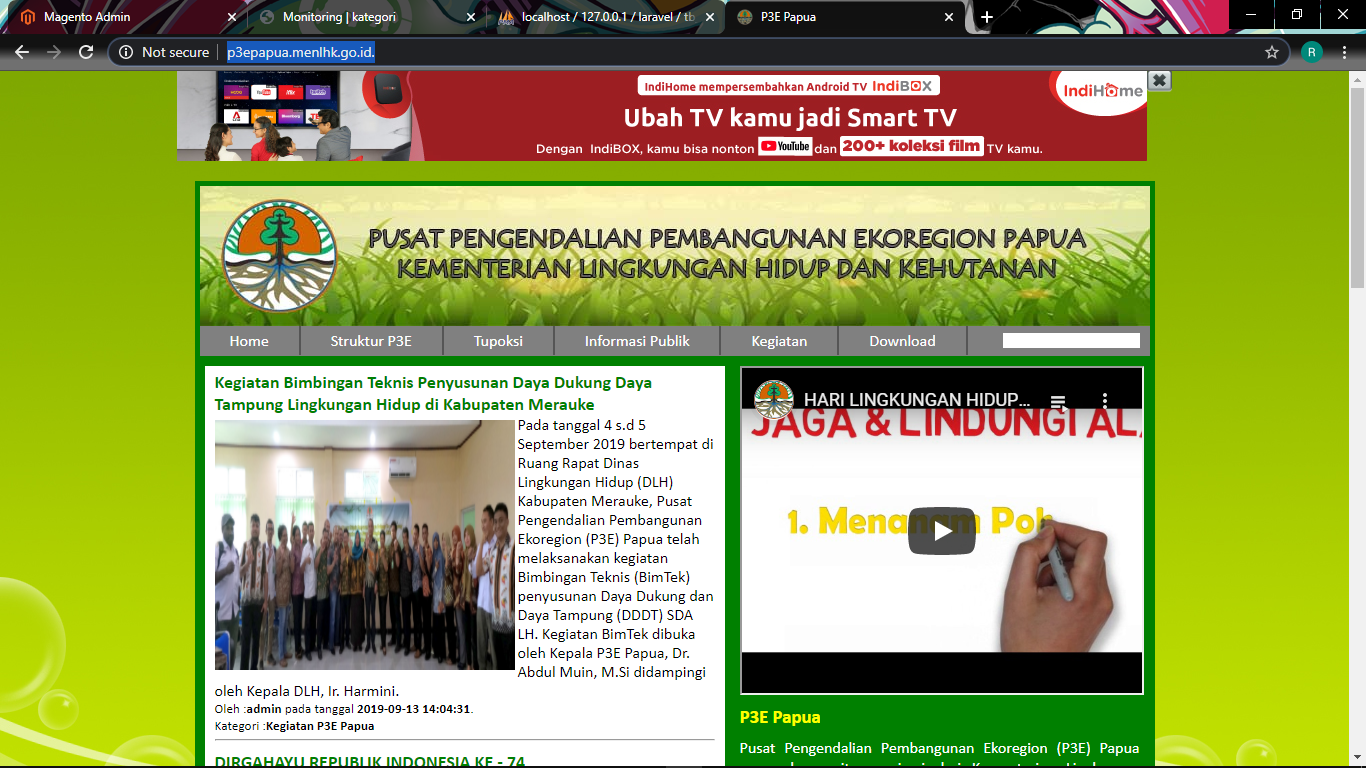 Magento Admin
Monitoring | kategori
localhost / 127.0.0.1 / laravel / tb
P3E Papua
Not secure
p3epapua.menlhk.go.id.
R
IndiHome mempersembahkan Android TV IndiBOX
Ubah TV kamu jadi Smart TV
Dengan IndiBOX, kamu bisa nonton YouTube dan 200+ koleksi film TV kamu.
IndiHome
PUSAT PENGENDALIAN PEMBANGUNAN EKOREGION PAPUA
KEMENTERIAN LINGKUNGAN HIDUP DAN KEHUTANAN
Home
Struktur P3E
Tupoksi
Informasi Publik
Kegiatan
Download
Kegiatan Bimbingan Teknis Penyusunan Daya Dukung Daya
Tampung Lingkungan Hidup di Kabupaten Merauke
Pada tanggal 4 s.d 5
September 2019 bertempat di
Ruang Rapat Dinas
Lingkungan Hidup (DLH)
Kabupaten Merauke, Pusat
Pengendalian Pembangunan
Ekoregion (P3E) Papua telah
melaksanakan kegiatan
Bimbingan Teknis (BimTek)
penyusunan Daya Dukung dan
Daya Tampung (DDDT) SDA
LH. Kegiatan BimTek dibuka
oleh Kepala P3E Papua, Dr.
Abdul Muin, M.Si didampingi
oleh Kepala DLH, Ir. Harmini.
Oleh :admin pada tanggal 2019-09-13 14:04:31.
Kategori :Kegiatan P3E Papua
DIRGAHAYU REPUBLIK INDONESIA KE - 74
HARI LINGKUNGAN HIDUP...
JAGA & LINDUNGI AL
1. Menanam Poh
P3E Papua
Pusat Pengendalian Pembangunan Ekoregion (P3E) Papua